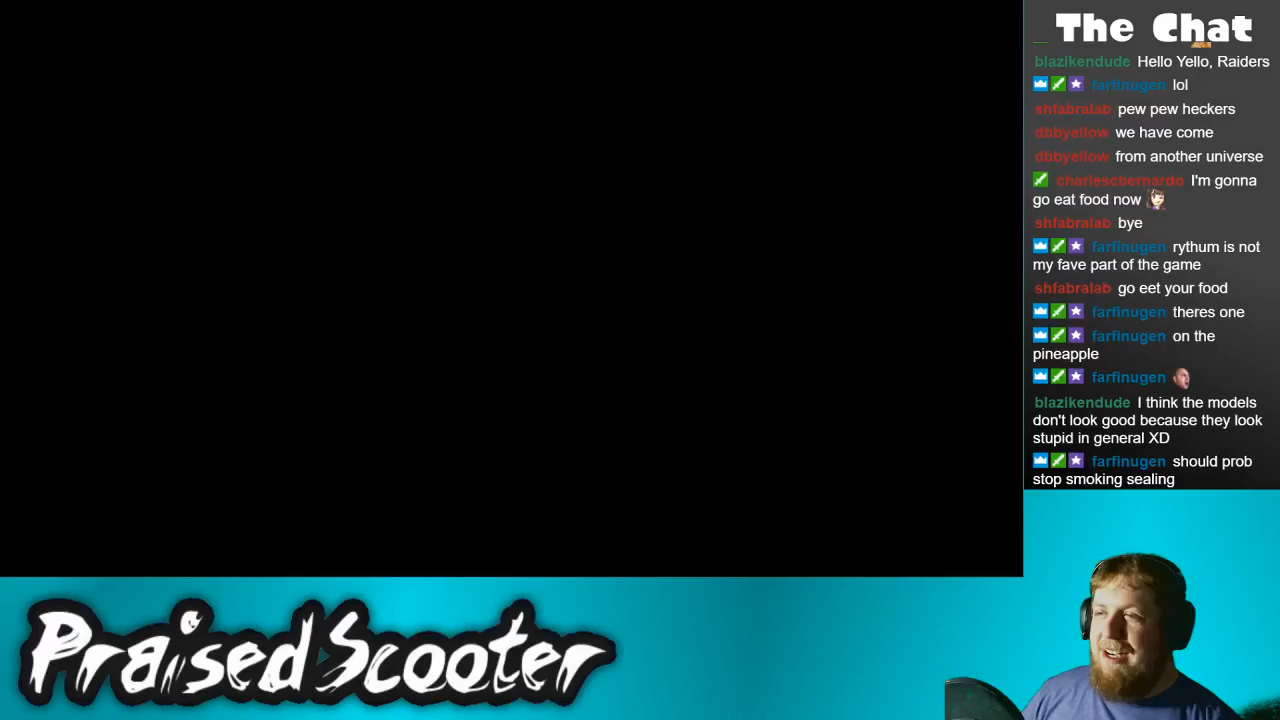 The Chat
blazikendude Hello Yello, Raiders
farfinugen lol
shfabralab pew pew heckers
dbbyellow we have come
dbbyellow from another universe
charlescbernardo I'm gonna
go eat food now
shfabralab bye
farfinugen rythum is not
my fave part of the game
shfabralab go eet your food
farfinugen theres one
farfinugen on the
pineapple
farfinugen
blazikendude I think the models
don't look good because they look
stupid in general XD
farfinugen should prob
stop smoking sealing
PraisedScooter